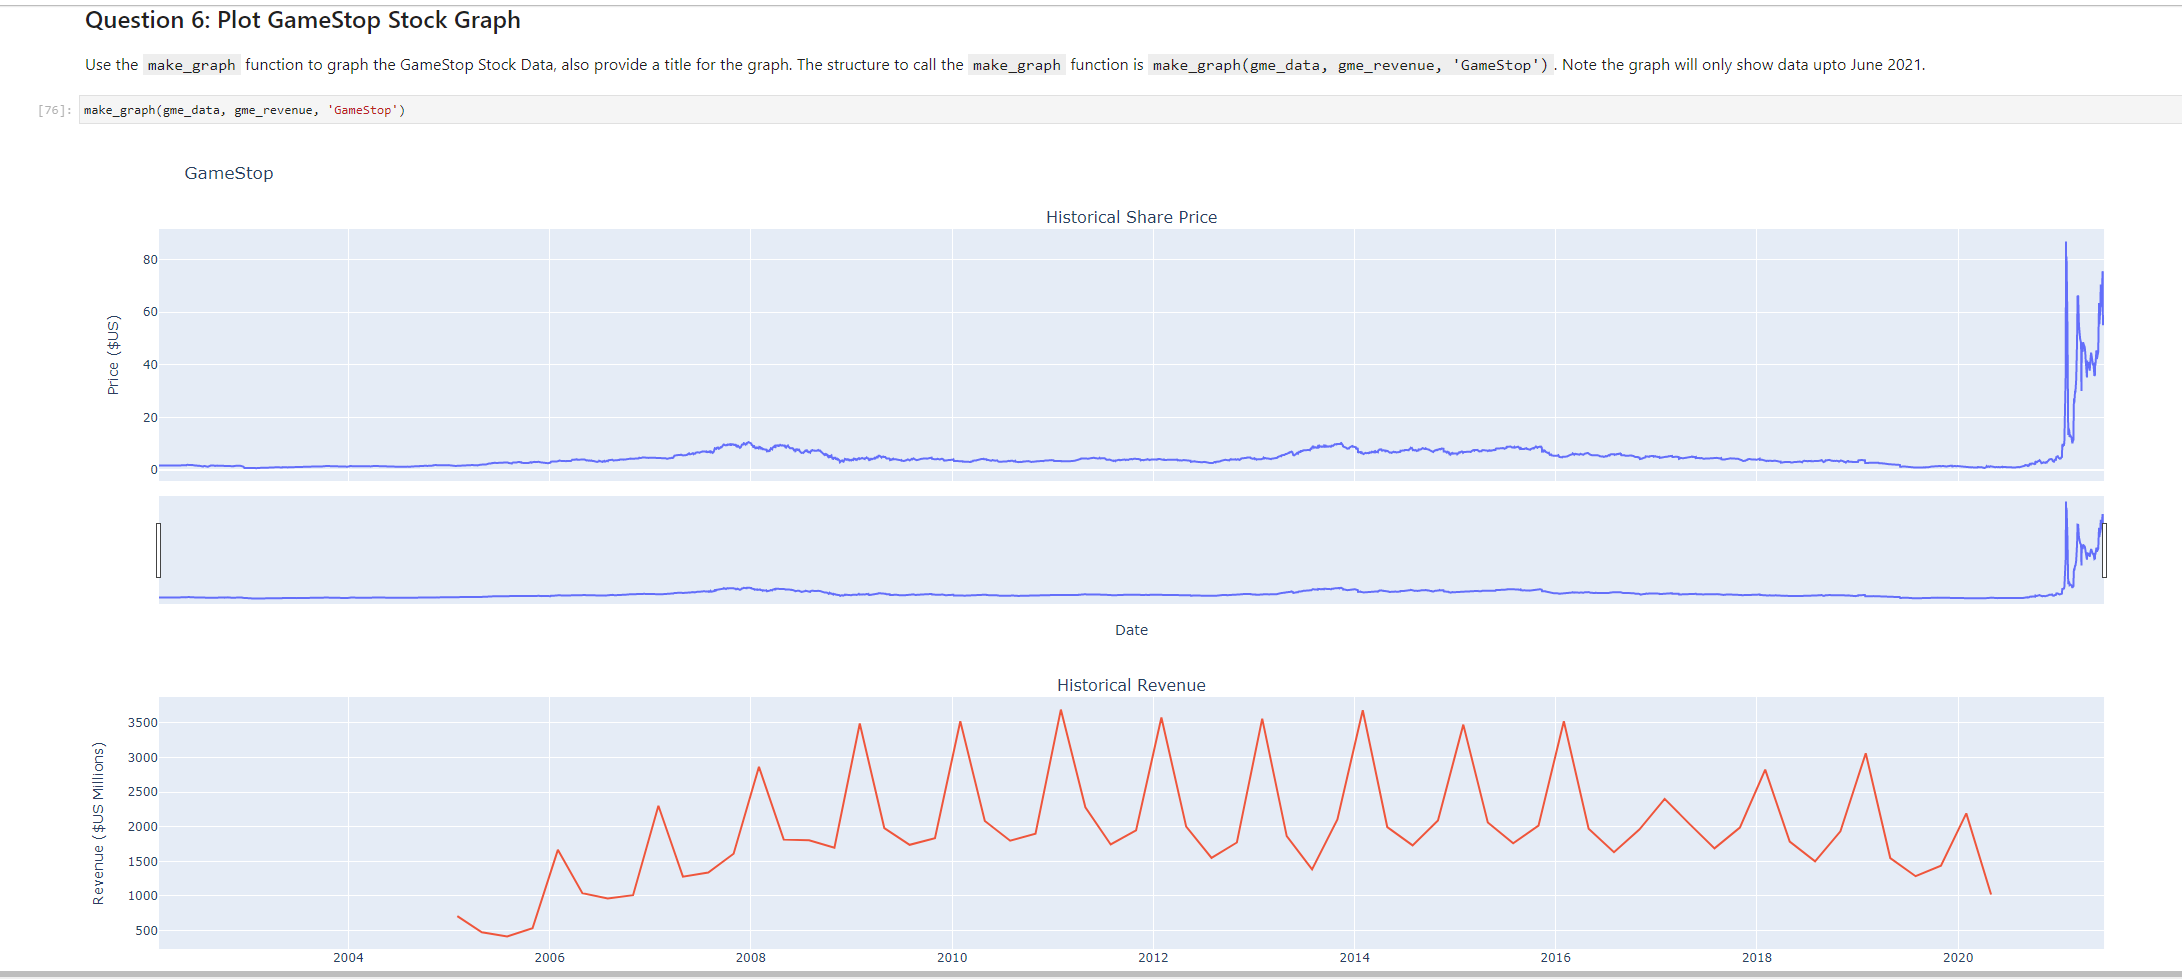 Question 6: Plot GameStop Stock Graph
Use the make_graph function to graph the GameStop Stock Data, also provide a title for the graph. The structure to call the make_graph function is make_graph(gme_data, gme_revenue, 'GameStop') . Note the graph will only show data upto June 2021.
[76]: make_graph(gme_data, gme_revenue, 'GameStop')
GameStop
Historical Share Price
80
60
40
20
0
Price ($US)
2004 2006 2008 2010 2012 2014 2016 2018 2020
Date
Historical Revenue
3500
3000
2500
2000
1500
1000
500
Revenue ($US Millions)